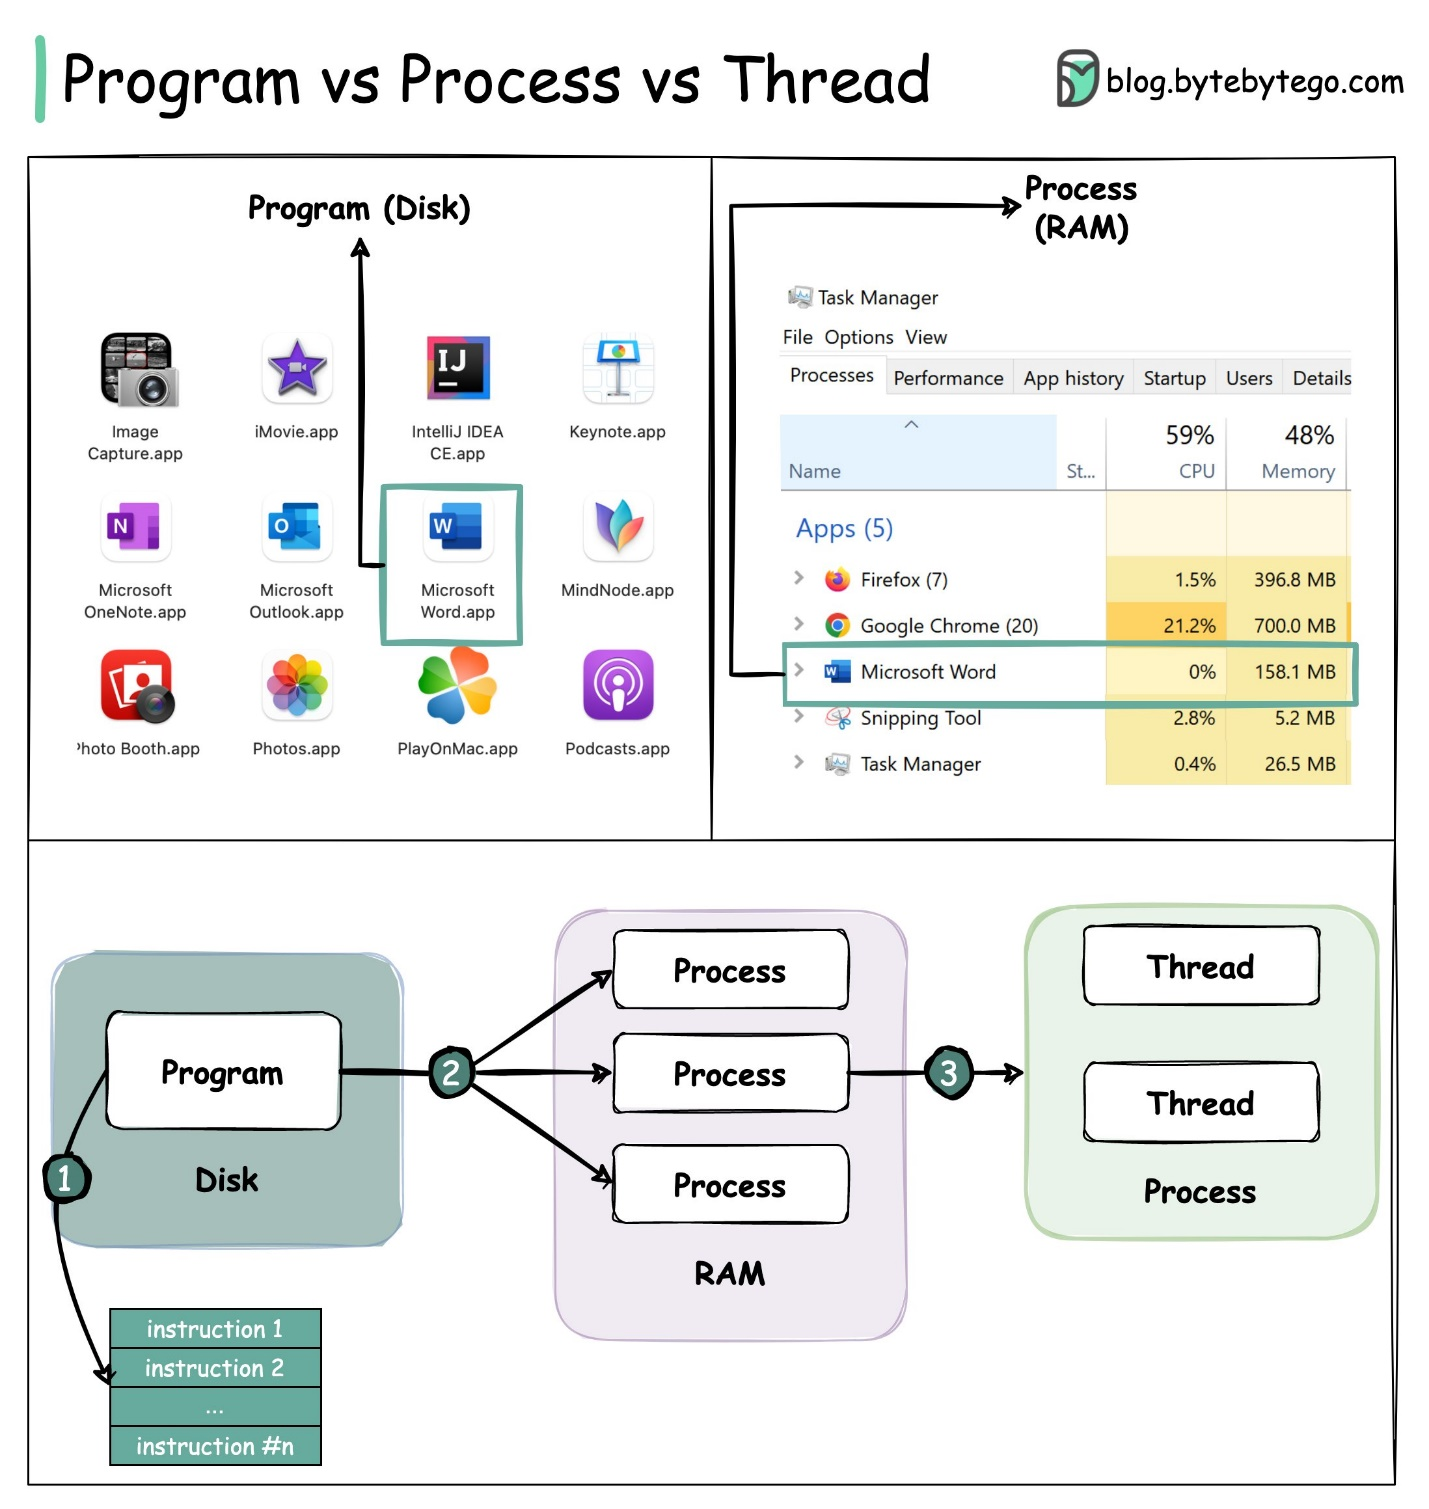 Program vs Process vs Thread
blog.bytebytego.com
Program (Disk)
Image
Capture.app
iMovie.app
IJ
IntelliJ IDEA
CE.app
Keynote.app
N
Microsoft
OneNote.app
O
Microsoft
Outlook.app
W
Microsoft
Word.app
MindNode.app
Photo Booth.app
Photos.app
PlayOnMac.app
Podcasts.app
Process
(RAM)
Task Manager
File Options View
Processes Performance App history Startup Users Details
59% 48%
Name St... CPU Memory
Apps (5)
Firefox (7) 1.5% 396.8 MB
Google Chrome (20) 21.2% 700.0 MB
W Microsoft Word 0% 158.1 MB
Snipping Tool 2.8% 5.2 MB
Task Manager 0.4% 26.5 MB
Program
Disk
1
instruction 1
instruction 2
...
instruction #n
2
Process
Process
Process
RAM
3
Thread
Thread
Process